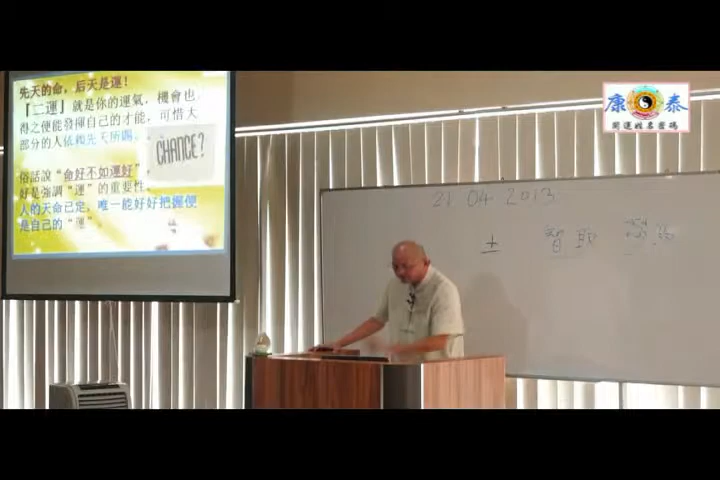 先天的命，后天是運!
『二運』就是你的運氣，機會也，
得之便能發揮自己的才能，可惜大
部分的人依賴先天所賜、
CHANCE?
俗話說“命好不如運好”，
好是強調“運”的重要性，
人的天命已定，唯一能好好把握便
是自己的“運”。
康 泰
開運姓名密碼
21 04 2013
土